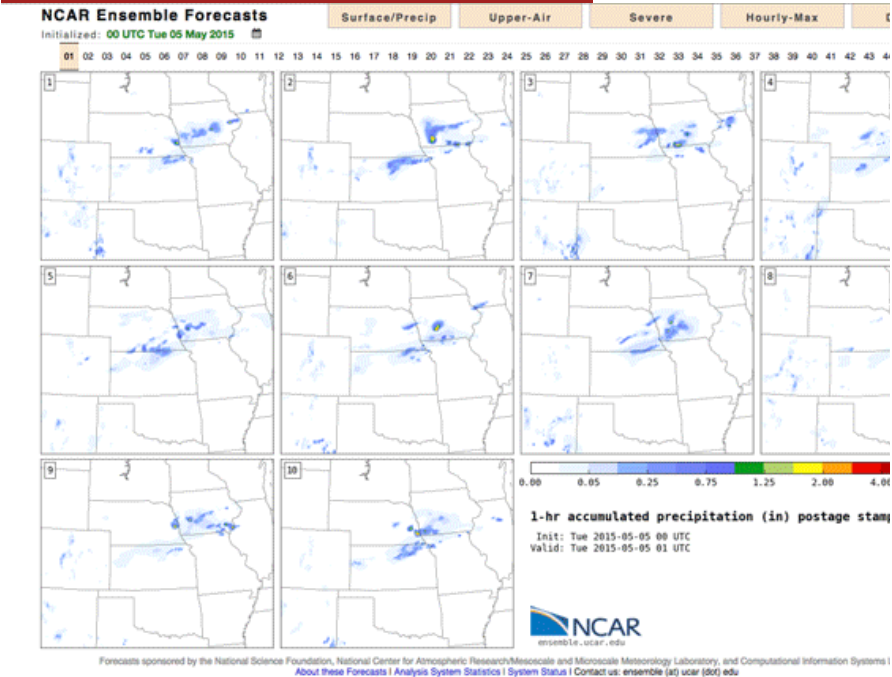 NCAR Ensemble Forecasts
Surface/Precip Upper-Air Severe Hourly-Max
Initialized: 00 UTC Tue 05 May 2015
01 02 03 04 05 06 07 08 09 10 11 12 13 14 15 16 17 18 19 20 21 22 23 24 25 26 27 28 29 30 31 32 33 34 35 36 37 38 39 40 41 42 43
1
2
3
4
5
6
7
8
9
10
0.00 0.05 0.25 0.75 1.25 2.00 4.00
1-hr accumulated precipitation (in) postage stamp
Init: Tue 2015-05-05 00 UTC
Valid: Tue 2015-05-05 01 UTC
NCAR
ensemble.ucar.edu
Forecasts sponsored by the National Science Foundation, National Center for Atmospheric Research/Mesoscale and Microscale Meteorology Laboratory, and Computational Information Systems
About these Forecasts | Analysis System Statistics | System Status | Contact us: ensemble (at) ucar (dot) edu